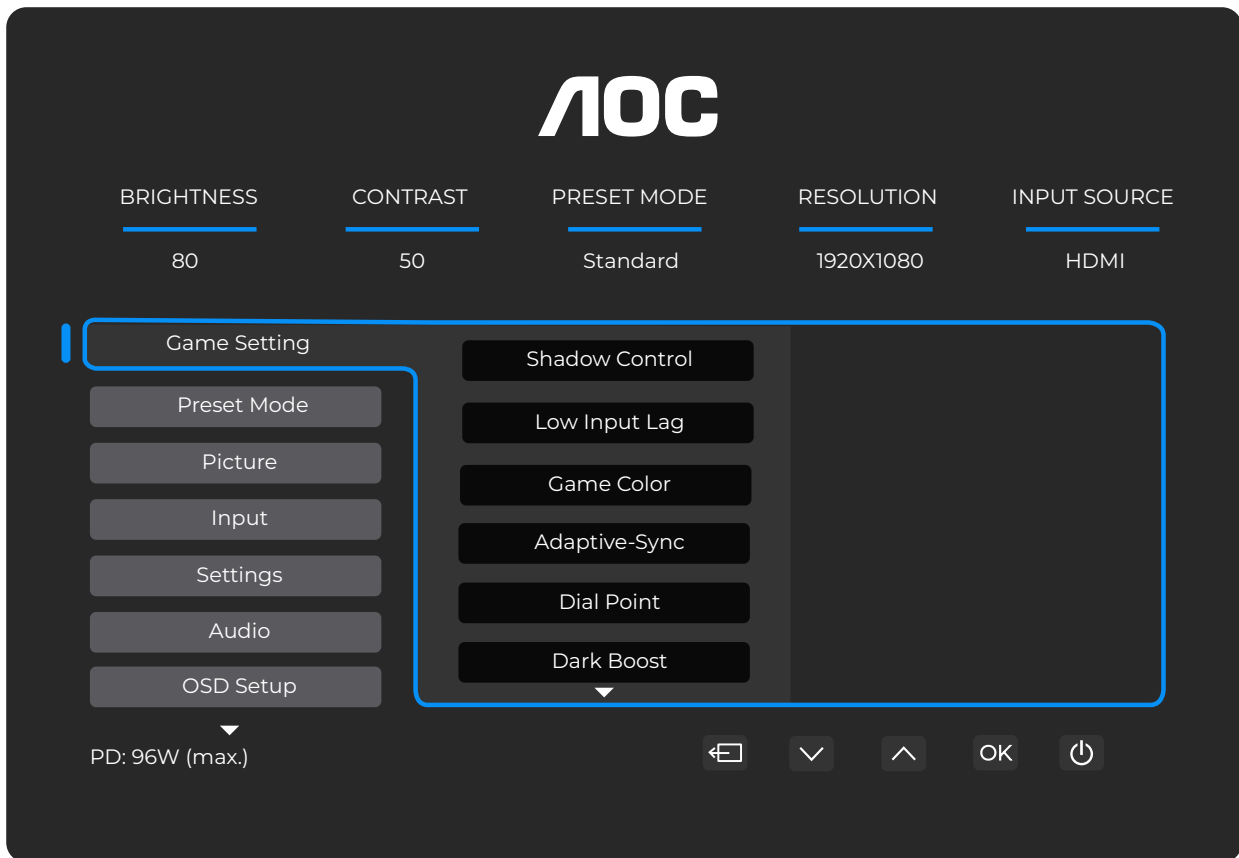 AOC
BRIGHTNESS CONTRAST PRESET MODE RESOLUTION INPUT SOURCE
80 50 Standard 1920X1080 HDMI
Game Setting
Preset Mode
Picture
Input
Settings
Audio
OSD Setup
Shadow Control
Low Input Lag
Game Color
Adaptive-Sync
Dial Point
Dark Boost
PD: 96W (max.)
OK